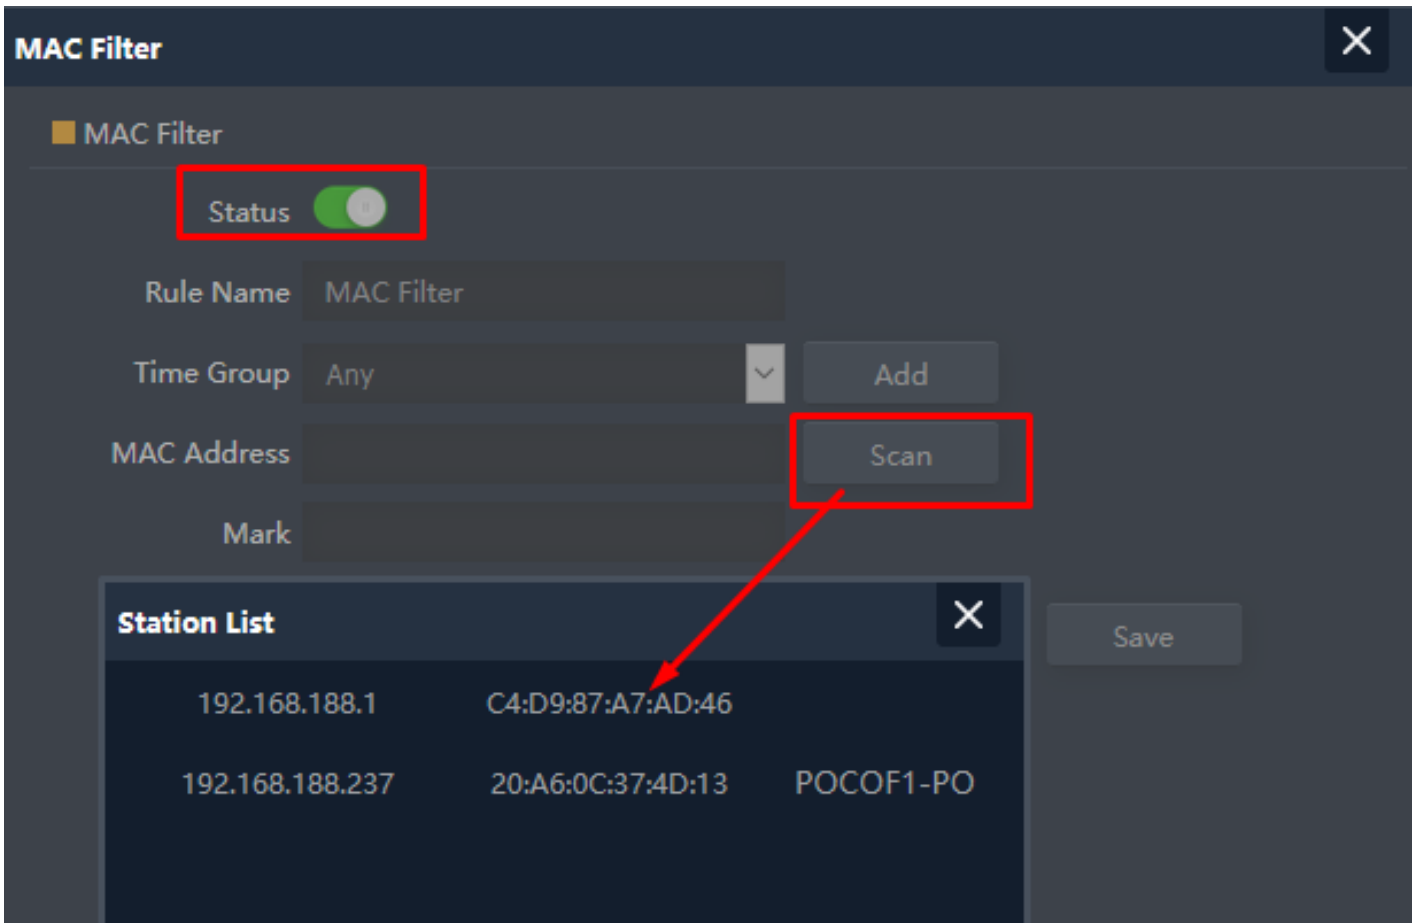 MAC Filter
MAC Filter
Status
Rule Name MAC Filter
Time Group Any Add
MAC Address Scan
Mark
Station List
Save
192.168.188.1 C4:D9:87:A7:AD:46
192.168.188.237 20:A6:0C:37:4D:13 POCOF1-PO